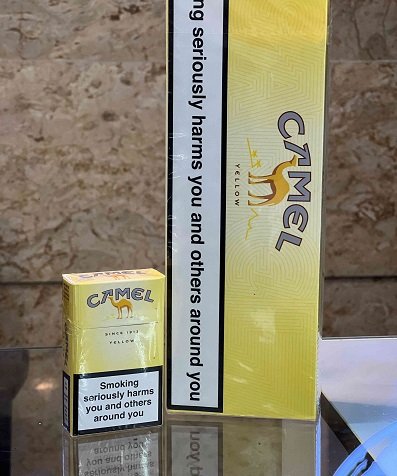 ng seriously harms you and others around you
CAMEL
YELLOW
CAMEL
SINCE 1913
YELLOW
Smoking
seriously harms
you and others
around you